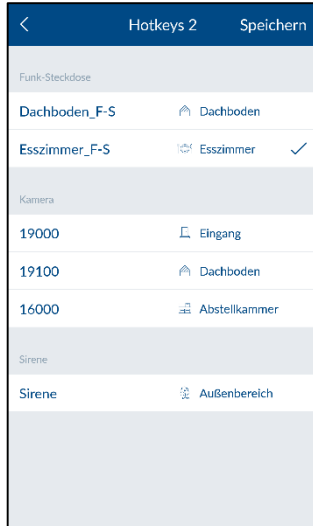 Hotkeys 2 Speichern
Funk-Steckdose
Dachboden_F-S Dachboden
Esszimmer_F-S Esszimmer
Kamera
19000 Eingang
19100 Dachboden
16000 Abstellkammer
Sirene
Sirene Außenbereich